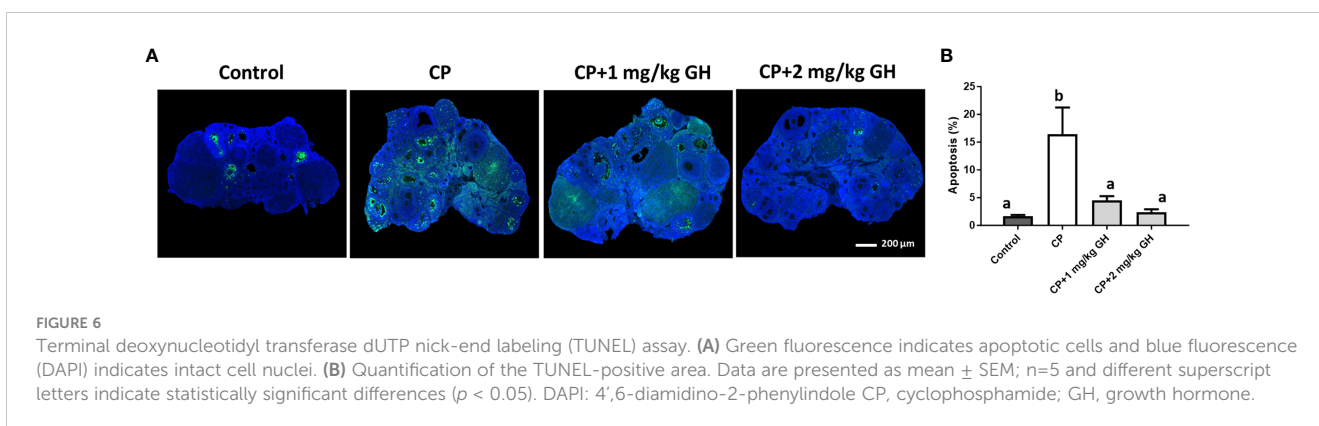 A
Control
CP
CP+1 mg/kg GH
CP+2 mg/kg GH
200 µm
B
Apoptosis (%)
25
20
15
10
5
0
a
b
a
a
Control
CP
CP+1 mg/kg GH
CP+2 mg/kg GH
FIGURE 6
Terminal deoxynucleotidyl transferase dUTP nick-end labeling (TUNEL) assay. (A) Green fluorescence indicates apoptotic cells and blue fluorescence
(DAPI) indicates intact cell nuclei. (B) Quantification of the TUNEL-positive area. Data are presented as mean ± SEM; n=5 and different superscript
letters indicate statistically significant differences (p < 0.05). DAPI: 4’,6-diamidino-2-phenylindole CP, cyclophosphamide; GH, growth hormone.